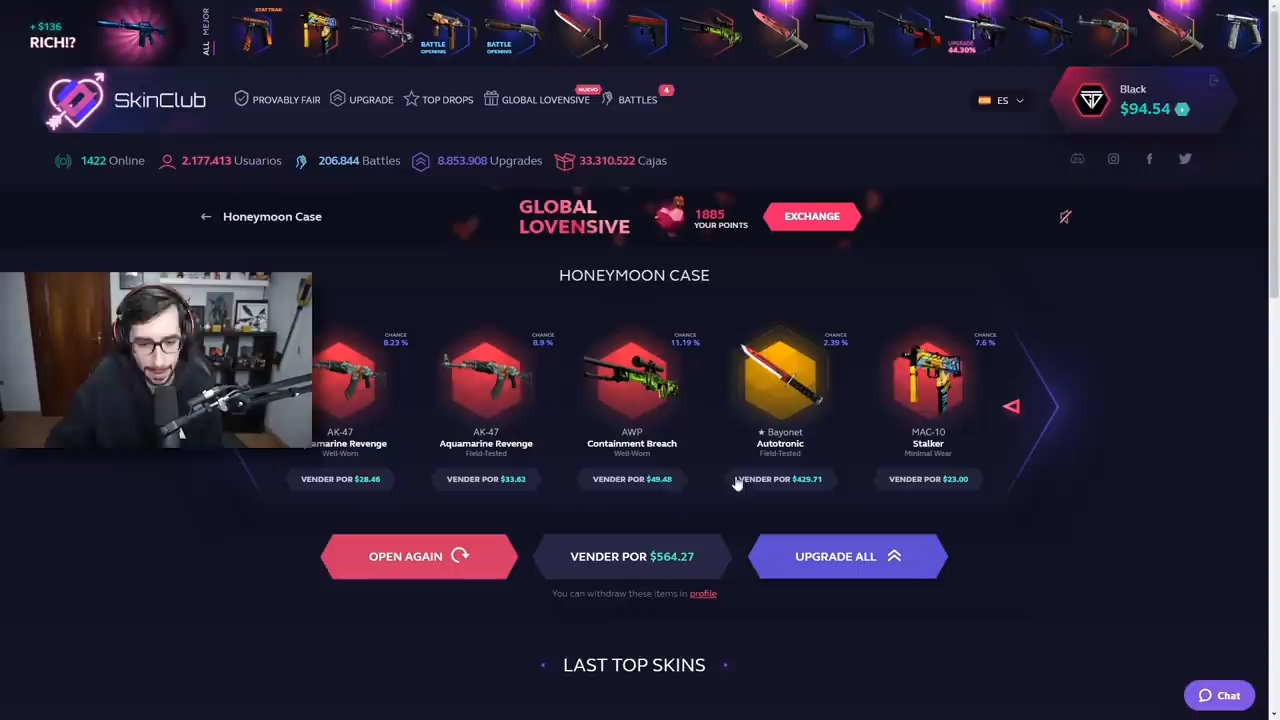 + $136
RICH!?
ALL
MEJOR
STATTRAK
BATTLE
OPENING
BATTLE
OPENING
UPGRADE
44.30%
SKINCLUB
PROVABLY FAIR
UPGRADE
TOP DROPS
GLOBAL LOVENSIVE
NUEVO
BATTLES
4
ES
Black
$94.54
1422 Online
2.177.413 Usuarios
206.844 Battles
8.853.908 Upgrades
33.310.522 Cajas
← Honeymoon Case
GLOBAL
LOVENSIVE
1885
YOUR POINTS
EXCHANGE
HONEYMOON CASE
CHANCE
8.23 %
CHANCE
8.9 %
CHANCE
11.19 %
CHANCE
2.39 %
CHANCE
7.6 %
AK-47
amarine Revenge
Well-Worn
VENDER POR $28.46
AK-47
Aquamarine Revenge
Field-Tested
VENDER POR $33.62
AWP
Containment Breach
Well-Worn
VENDER POR $49.48
★ Bayonet
Autotronic
Field-Tested
VENDER POR $429.71
MAC-10
Stalker
Minimal Wear
VENDER POR $23.00
OPEN AGAIN
VENDER POR $564.27
UPGRADE ALL
You can withdraw these items in profile
LAST TOP SKINS
Chat